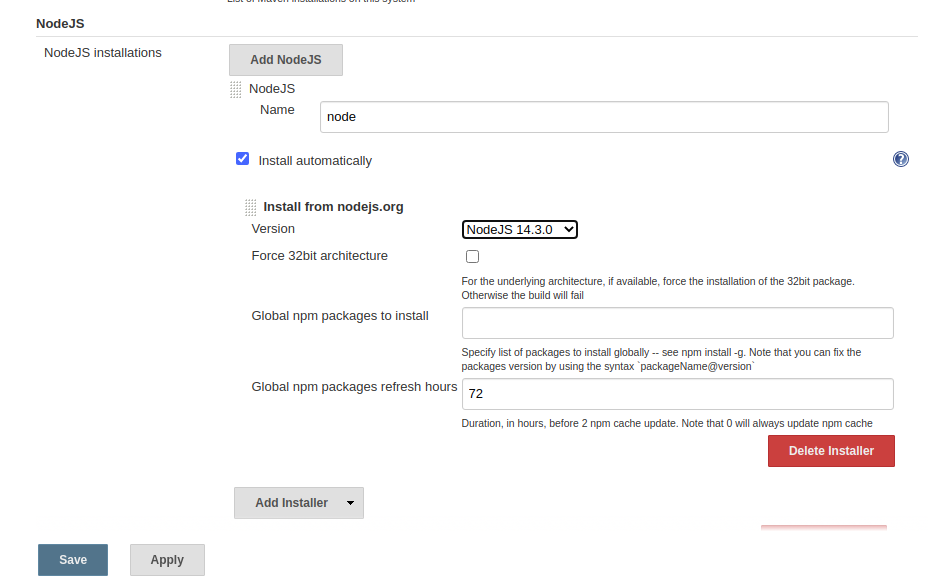 List of Maven installations on this system
NodeJS
NodeJS installations
Add NodeJS
NodeJS
Name
node
Install automatically
?
Install from nodejs.org
Version
NodeJS 14.3.0
Force 32bit architecture
For the underlying architecture, if available, force the installation of the 32bit package.
Otherwise the build will fail
Global npm packages to install
Specify list of packages to install globally -- see npm install -g. Note that you can fix the
packages version by using the syntax `packageName@version`
Global npm packages refresh hours
72
Duration, in hours, before 2 npm cache update. Note that 0 will always update npm cache
Delete Installer
Add Installer
Save
Apply